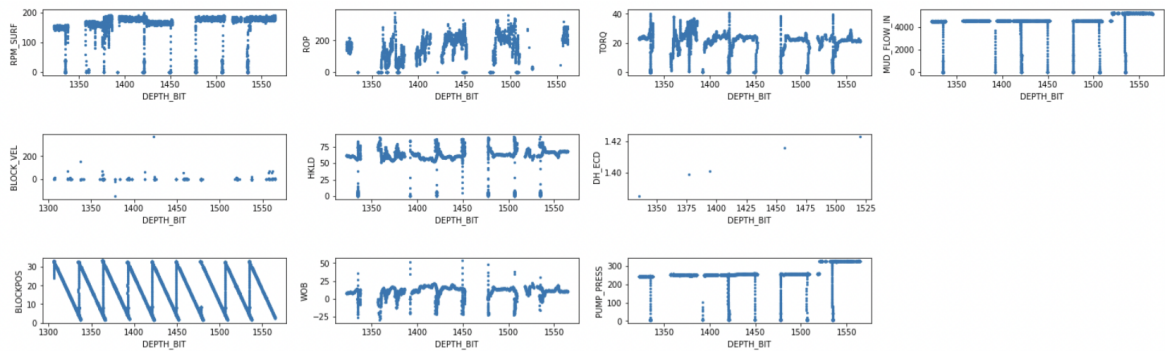 200
100
0
RPM_SURF
1350 1400 1450 1500 1550
DEPTH_BIT
200
0
ROP
1350 1400 1450 1500 1550
DEPTH_BIT
40
20
0
TORQ
1350 1400 1450 1500 1550
DEPTH_BIT
4000
2000
0
MUD_FLOW_IN
1350 1400 1450 1500 1550
DEPTH_BIT
200
0
BLOCK_VEL
1300 1350 1400 1450 1500 1550
DEPTH_BIT
75
50
25
0
HKLD
1350 1400 1450 1500 1550
DEPTH_BIT
1.42
1.40
DH_ECD
1350 1375 1400 1425 1450 1475 1500 1525
DEPTH_BIT
30
20
10
0
BLOCKPOS
1300 1350 1400 1450 1500 1550
DEPTH_BIT
50
25
0
−25
WOB
1350 1400 1450 1500 1550
DEPTH_BIT
300
200
100
0
PUMP_PRESS
1350 1400 1450 1500 1550
DEPTH_BIT